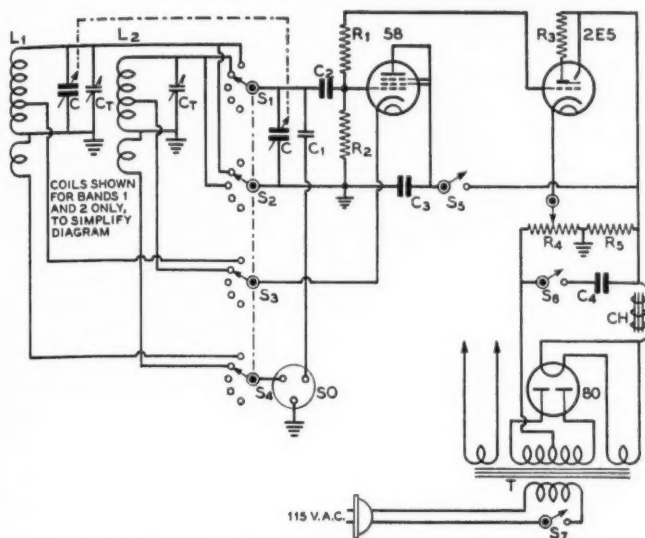 L1
L2
C
CT
CT
COILS SHOWN
FOR BANDS 1
AND 2 ONLY,
TO SIMPLIFY
DIAGRAM
S1
C2
C
C1
R1
R2
58
R3
2E5
S2
C3
S5
R4
R5
S3
S6
C4
CH
S4
SO
80
T
115 V.A.C.
S7